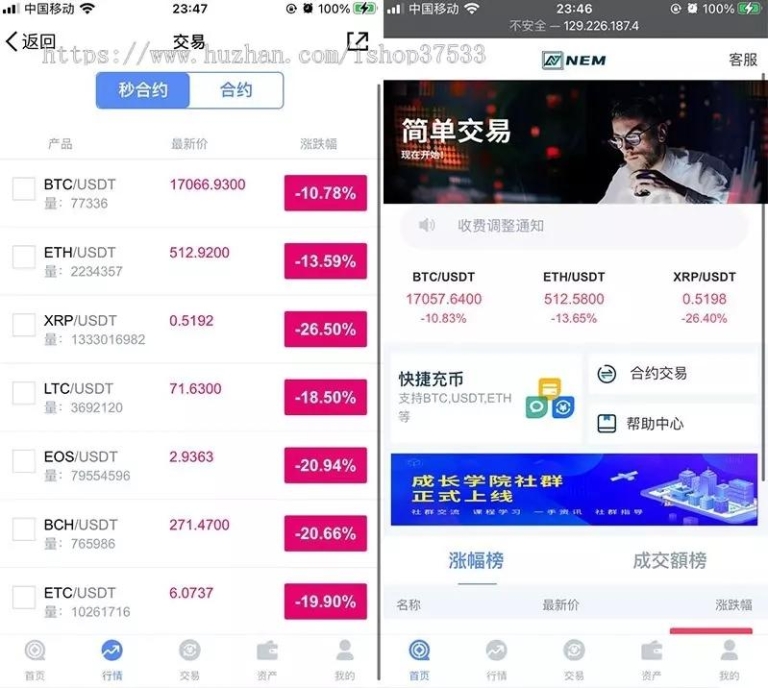 中国移动 23:47 100%
返回 交易
https://www.huzhan.com/ishop37533
秒合约 合约
产品 最新价 涨跌幅
BTC/USDT 17066.9300 -10.78%
量: 77336
ETH/USDT 512.9200 -13.59%
量: 2234357
XRP/USDT 0.5192 -26.50%
量: 1333016982
LTC/USDT 71.6300 -18.50%
量: 3692120
EOS/USDT 2.9363 -20.94%
量: 79554596
BCH/USDT 271.4700 -20.66%
量: 765986
ETC/USDT 6.0737 -19.90%
量: 10261716
首页 行情 交易 资产 我的
中国移动 23:46 100%
不安全 — 129.226.187.4
NEM 客服
简单交易
现在开始!
收费调整通知
BTC/USDT ETH/USDT XRP/USDT
17057.6400 512.5800 0.5198
-10.83% -13.65% -26.40%
快捷充币
支持BTC,USDT,ETH
等
合约交易
帮助中心
成长学院社群
正式上线
社群交流 课程学习 一手资讯 社群指导
涨幅榜 成交額榜
名称 最新价 涨跌幅
首页 行情 交易 资产 我的